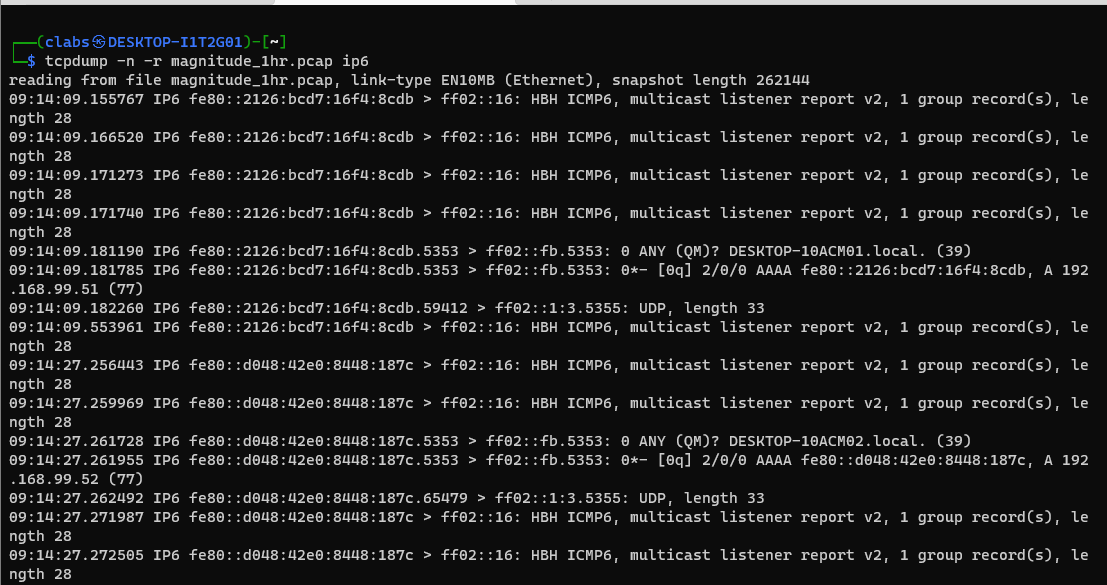 ┌──(clabs㉿DESKTOP-I1T2G01)-[~]
└─$ tcpdump -n -r magnitude_1hr.pcap ip6
reading from file magnitude_1hr.pcap, link-type EN10MB (Ethernet), snapshot length 262144
09:14:09.155767 IP6 fe80::2126:bcd7:16f4:8cdb > ff02::16: HBH ICMP6, multicast listener report v2, 1 group record(s), le
ngth 28
09:14:09.166520 IP6 fe80::2126:bcd7:16f4:8cdb > ff02::16: HBH ICMP6, multicast listener report v2, 1 group record(s), le
ngth 28
09:14:09.171273 IP6 fe80::2126:bcd7:16f4:8cdb > ff02::16: HBH ICMP6, multicast listener report v2, 1 group record(s), le
ngth 28
09:14:09.171740 IP6 fe80::2126:bcd7:16f4:8cdb > ff02::16: HBH ICMP6, multicast listener report v2, 1 group record(s), le
ngth 28
09:14:09.181190 IP6 fe80::2126:bcd7:16f4:8cdb.5353 > ff02::fb.5353: 0 ANY (QM)? DESKTOP-10ACM01.local. (39)
09:14:09.181785 IP6 fe80::2126:bcd7:16f4:8cdb.5353 > ff02::fb.5353: 0*- [0q] 2/0/0 AAAA fe80::2126:bcd7:16f4:8cdb, A 192
.168.99.51 (77)
09:14:09.182260 IP6 fe80::2126:bcd7:16f4:8cdb.59412 > ff02::1:3.5355: UDP, length 33
09:14:09.553961 IP6 fe80::2126:bcd7:16f4:8cdb > ff02::16: HBH ICMP6, multicast listener report v2, 1 group record(s), le
ngth 28
09:14:27.256443 IP6 fe80::d048:42e0:8448:187c > ff02::16: HBH ICMP6, multicast listener report v2, 1 group record(s), le
ngth 28
09:14:27.259969 IP6 fe80::d048:42e0:8448:187c > ff02::16: HBH ICMP6, multicast listener report v2, 1 group record(s), le
ngth 28
09:14:27.261728 IP6 fe80::d048:42e0:8448:187c.5353 > ff02::fb.5353: 0 ANY (QM)? DESKTOP-10ACM02.local. (39)
09:14:27.261955 IP6 fe80::d048:42e0:8448:187c.5353 > ff02::fb.5353: 0*- [0q] 2/0/0 AAAA fe80::d048:42e0:8448:187c, A 192
.168.99.52 (77)
09:14:27.262492 IP6 fe80::d048:42e0:8448:187c.65479 > ff02::1:3.5355: UDP, length 33
09:14:27.271987 IP6 fe80::d048:42e0:8448:187c > ff02::16: HBH ICMP6, multicast listener report v2, 1 group record(s), le
ngth 28
09:14:27.272505 IP6 fe80::d048:42e0:8448:187c > ff02::16: HBH ICMP6, multicast listener report v2, 1 group record(s), le
ngth 28